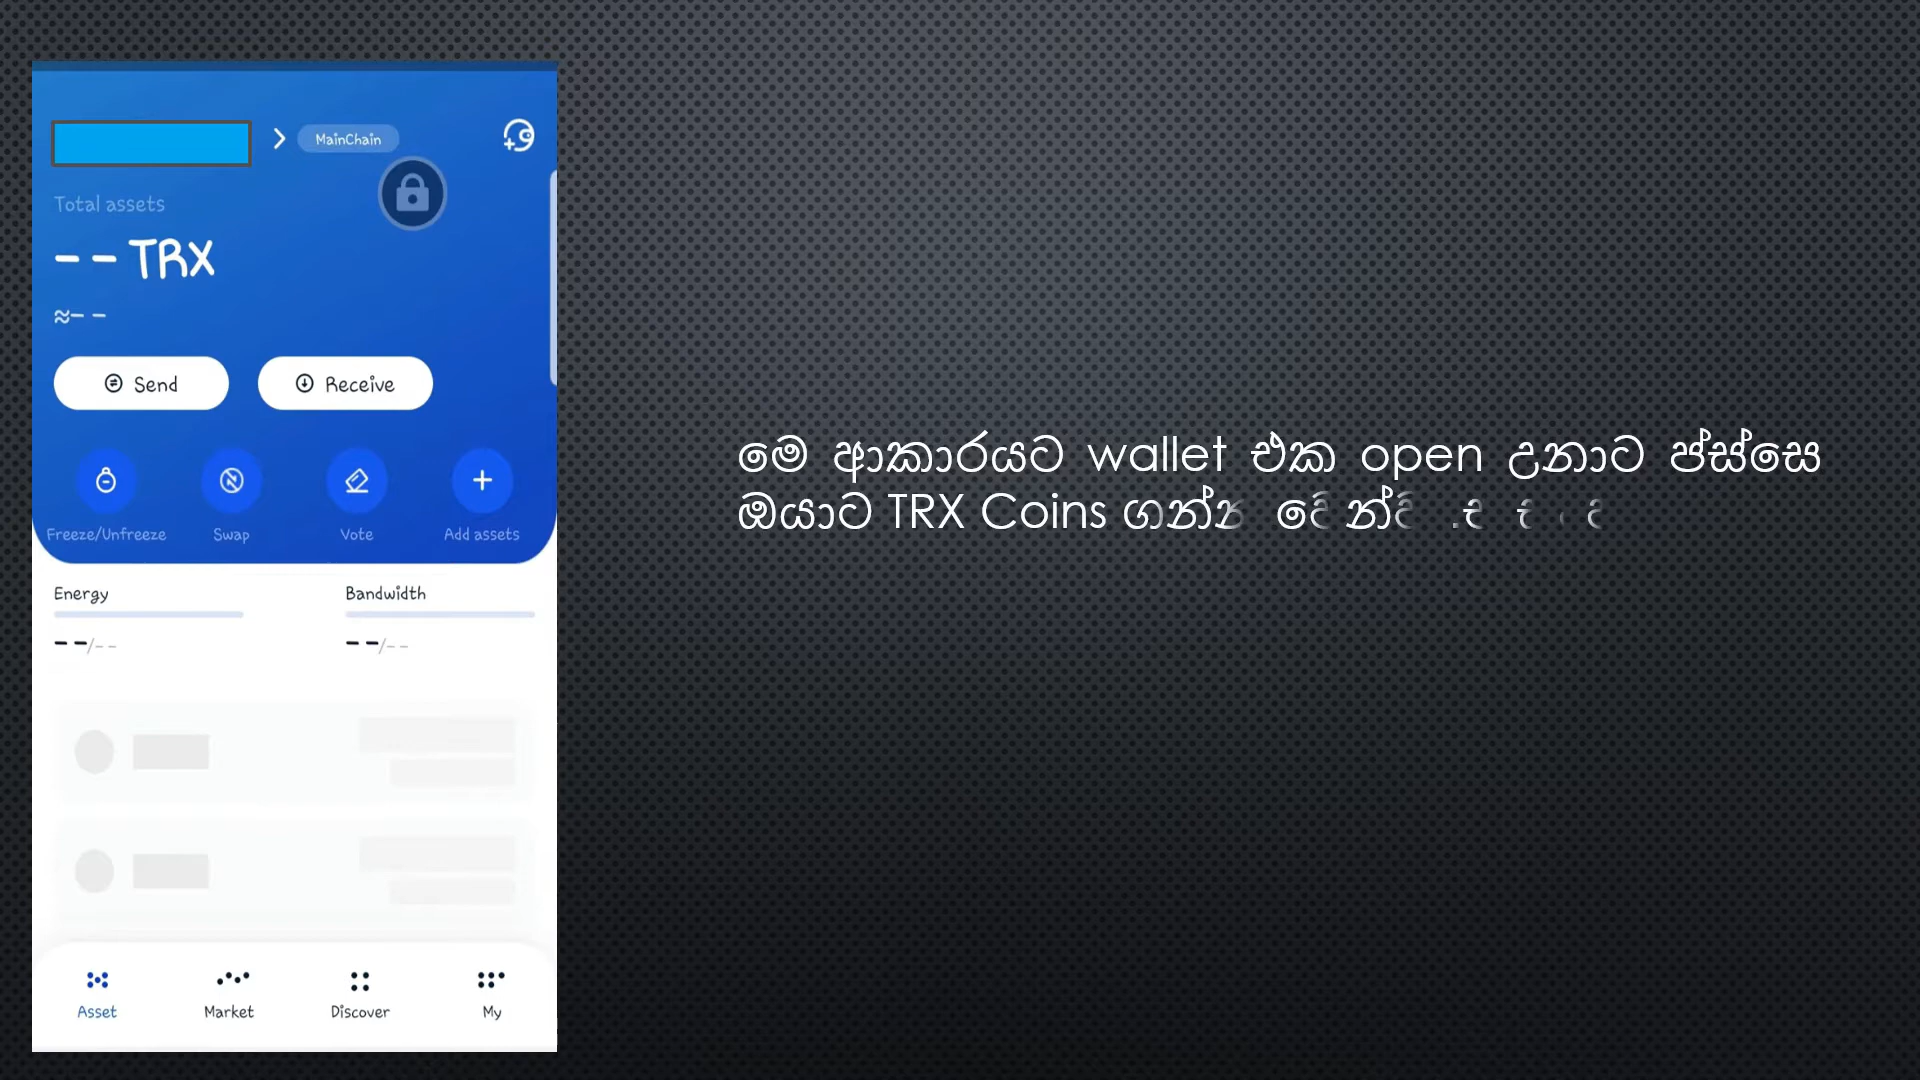 MainChain
Total assets
-- TRX
≈--
Send
Receive
Freeze/Unfreeze
Swap
Vote
Add assets
Energy
Bandwidth
--/--
--/--
Asset
Market
Discover
My
මෙ ආකාරයට wallet එක open උනාට ප්ස්සෙ
ඔයාට TRX Coins